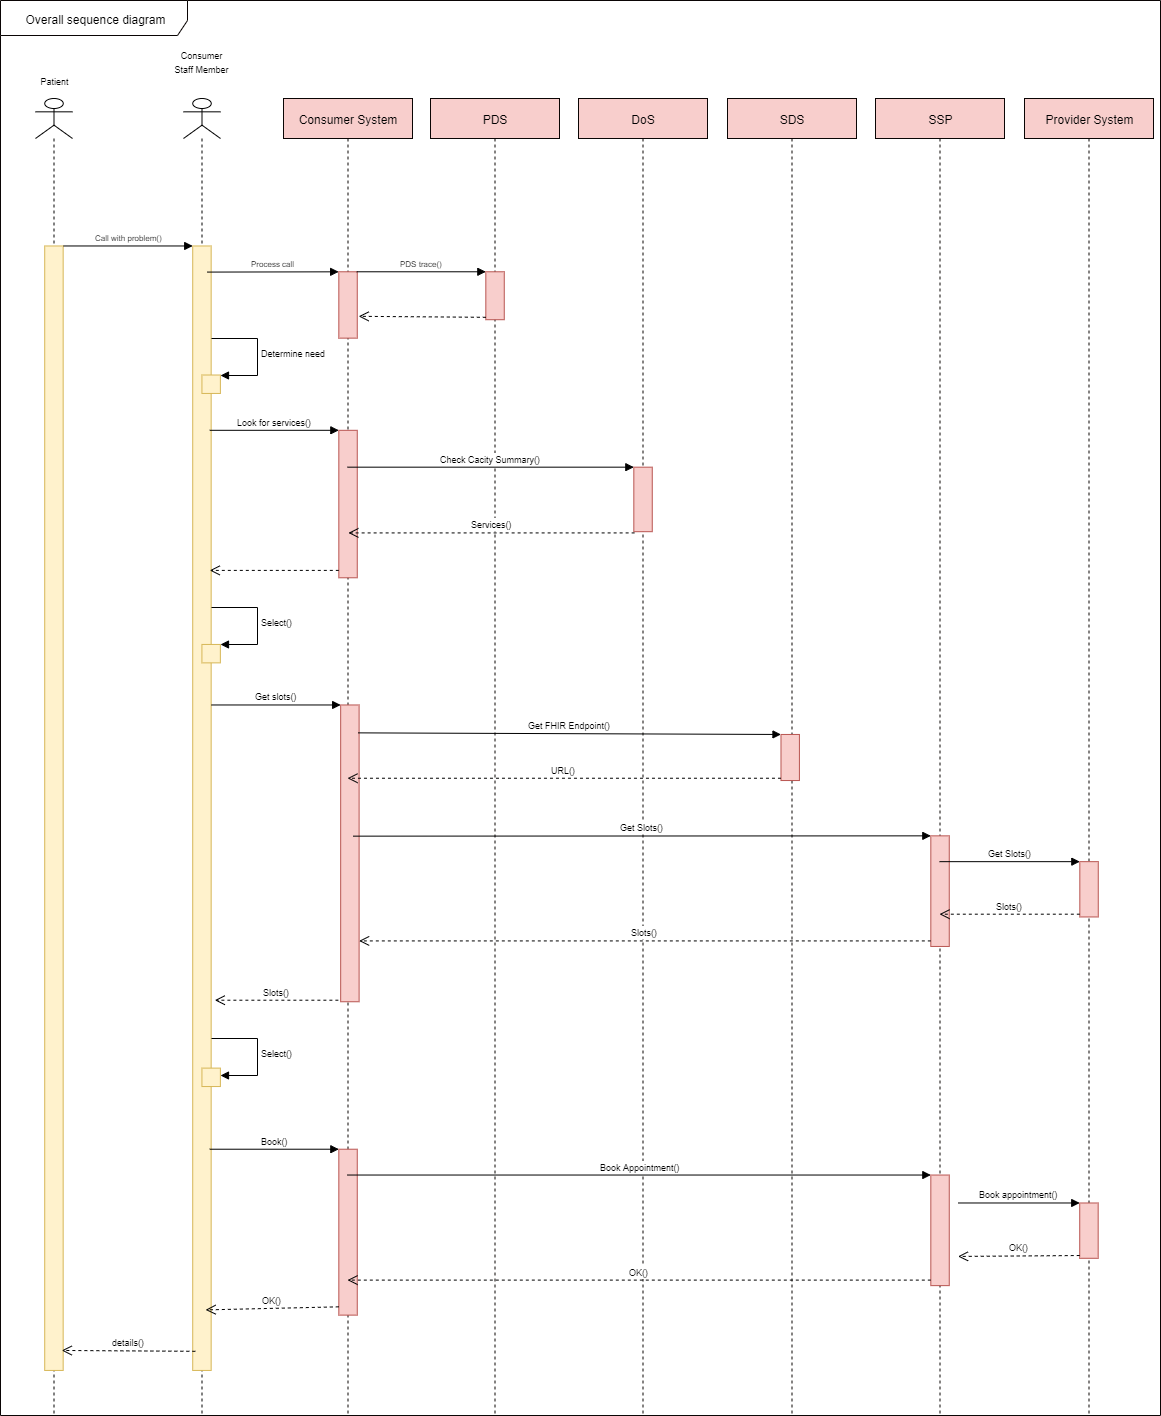 Overall sequence diagram
Consumer
Staff Member
Patient
Consumer System
PDS
DoS
SDS
SSP
Provider System
Call with problem()
Process call
PDS trace()
Determine need
Look for services()
Check Cacity Summary()
Services()
Select()
Get slots()
Get FHIR Endpoint()
URL()
Get Slots()
Get Slots()
Slots()
Slots()
Slots()
Select()
Book()
Book Appointment()
Book appointment()
OK()
OK()
OK()
details()